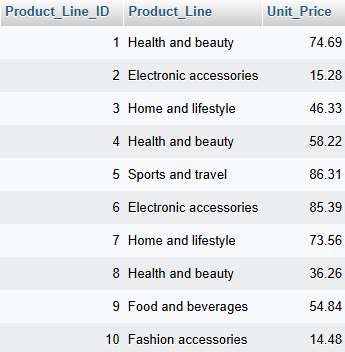 Product_Line_ID Product_Line Unit_Price
1 Health and beauty 74.69
2 Electronic accessories 15.28
3 Home and lifestyle 46.33
4 Health and beauty 58.22
5 Sports and travel 86.31
6 Electronic accessories 85.39
7 Home and lifestyle 73.56
8 Health and beauty 36.26
9 Food and beverages 54.84
10 Fashion accessories 14.48